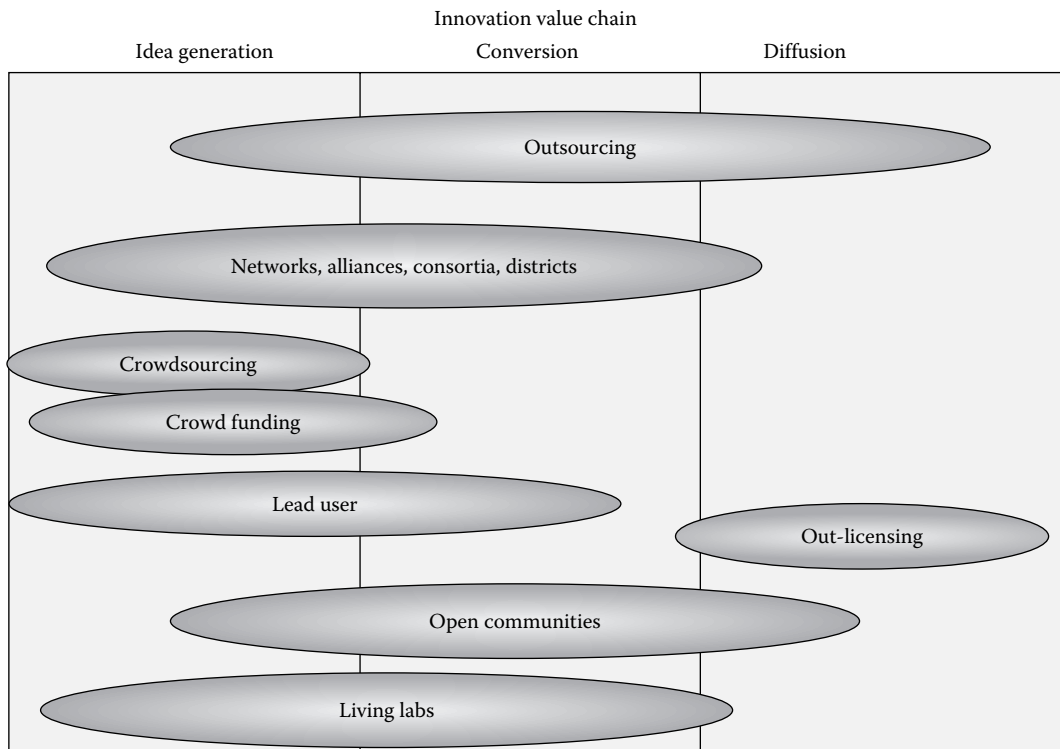 Innovation value chain
Idea generation
Conversion
Diffusion
Outsourcing
Networks, alliances, consortia, districts
Crowdsourcing
Crowd funding
Lead user
Out-licensing
Open communities
Living labs